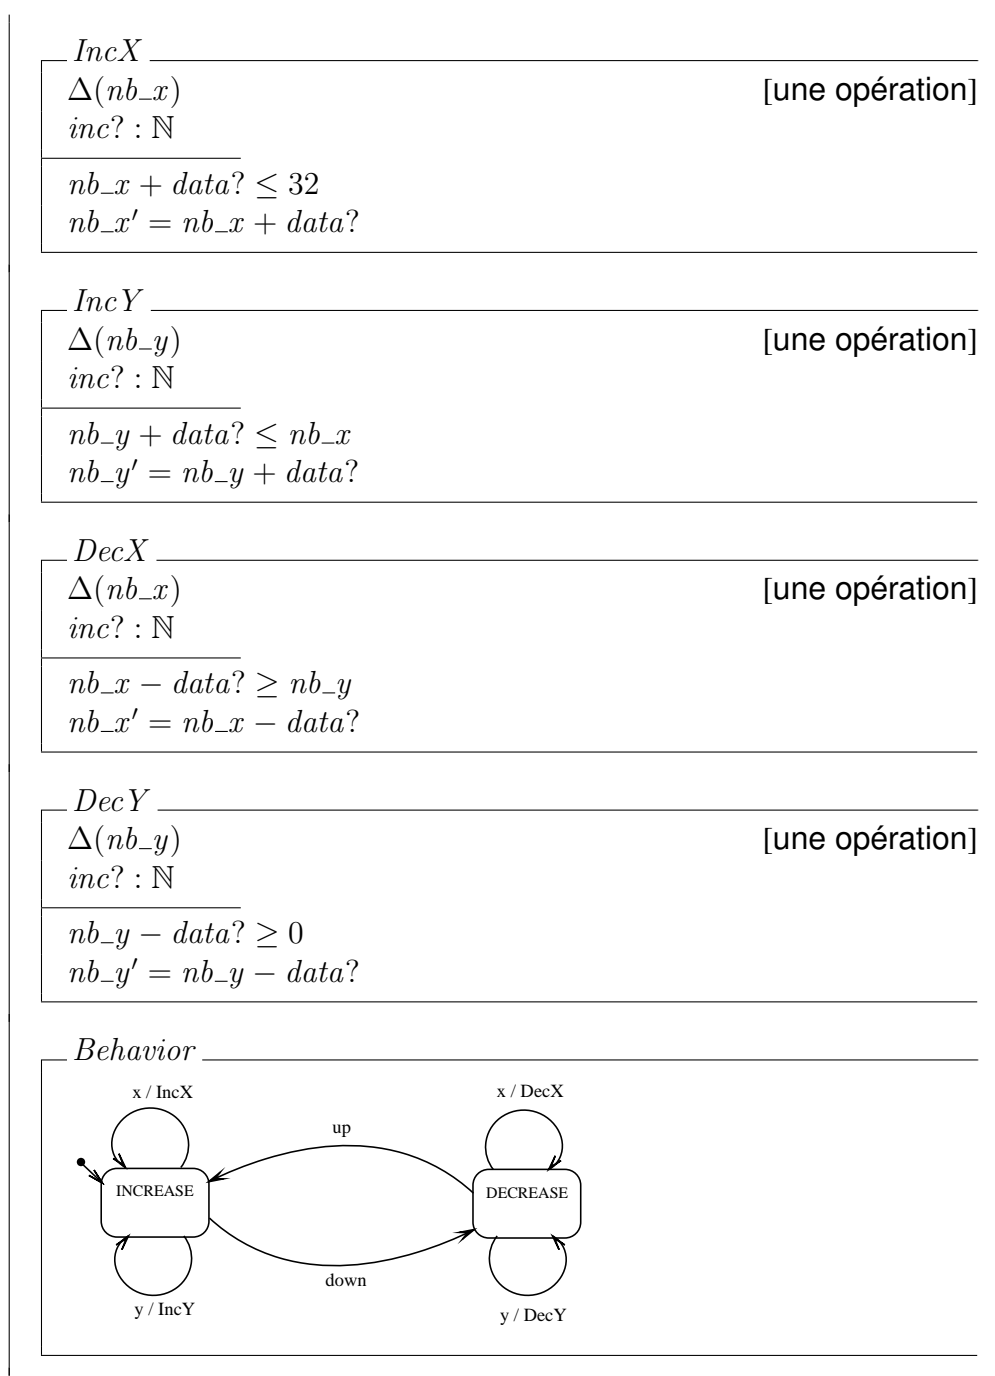 IncX
Δ(nb_x) [une opération]
inc? : ℕ
nb_x + data? ≤ 32
nb_x′ = nb_x + data?
IncY
Δ(nb_y) [une opération]
inc? : ℕ
nb_y + data? ≤ nb_x
nb_y′ = nb_y + data?
DecX
Δ(nb_x) [une opération]
inc? : ℕ
nb_x − data? ≥ nb_y
nb_x′ = nb_x − data?
DecY
Δ(nb_y) [une opération]
inc? : ℕ
nb_y − data? ≥ 0
nb_y′ = nb_y − data?
Behavior
x / IncX
x / DecX
up
INCREASE
DECREASE
down
y / IncY
y / DecY